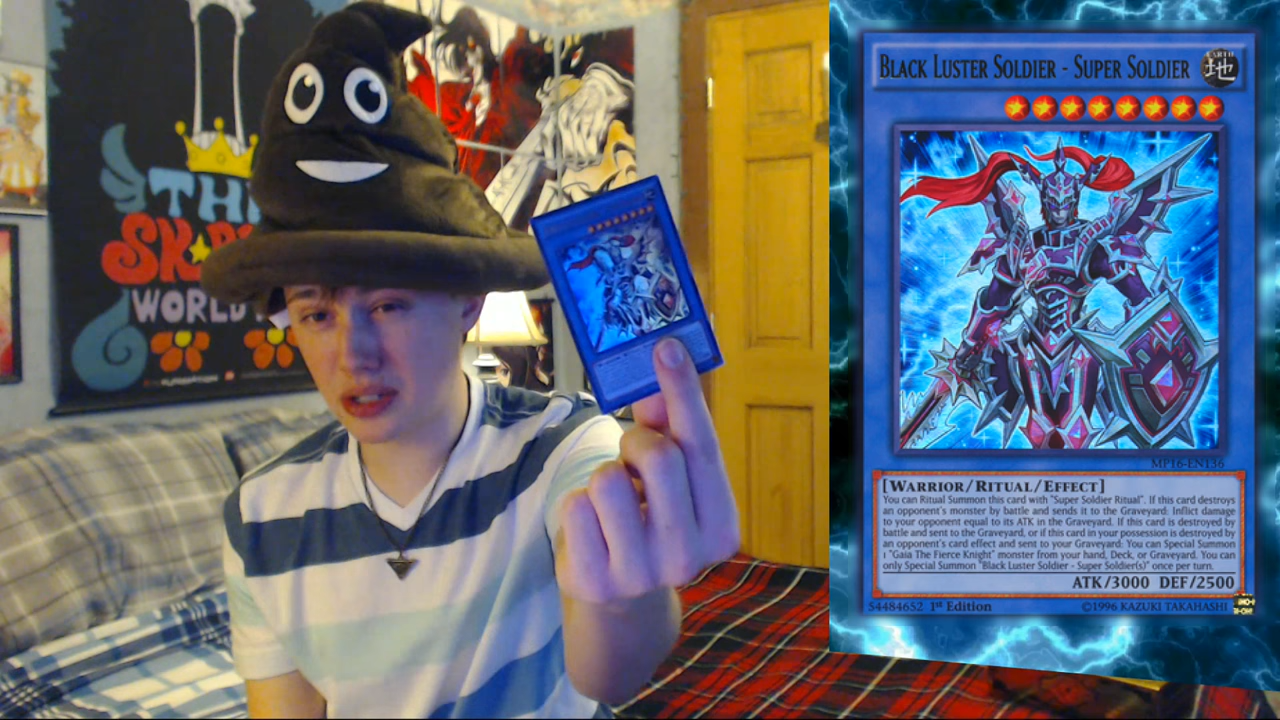 TH
SK
WORLD
BLACK LUSTER SOLDIER - SUPER SOLDIER
EARTH
地
MP16-EN136
[WARRIOR/RITUAL/EFFECT]
You can Ritual Summon this card with "Super Soldier Ritual". If this card destroys
an opponent's monster by battle and sends it to the Graveyard: Inflict damage
to your opponent equal to its ATK in the Graveyard. If this card is destroyed by
battle and sent to the Graveyard, or if this card in your possession is destroyed by
an opponent's card effect and sent to your Graveyard: You can Special Summon
1 "Gaia The Fierce Knight" monster from your hand, Deck, or Graveyard. You can
only Special Summon "Black Luster Soldier - Super Soldier(s)" once per turn.
ATK/3000 DEF/2500
54484652 1st Edition ©1996 KAZUKI TAKAHASHI